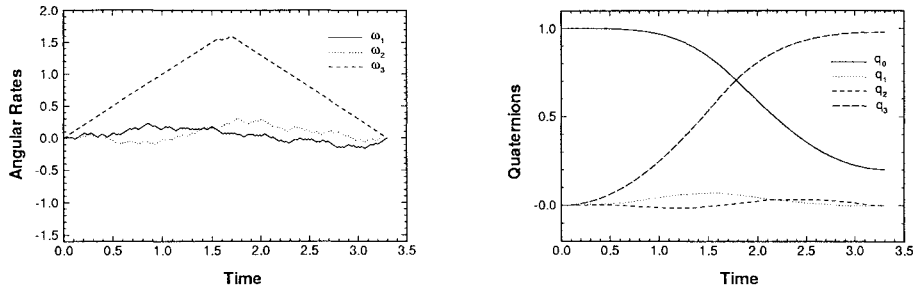 2.0
1.5
1.0
0.5
0.0
-0.5
-1.0
-1.5
Angular Rates
ω₁
ω₂
ω₃
0.0 0.5 1.0 1.5 2.0 2.5 3.0 3.5
Time
1.0
0.5
-0.0
Quaternions
q₀
q₁
q₂
q₃
0.0 0.5 1.0 1.5 2.0 2.5 3.0 3.5
Time